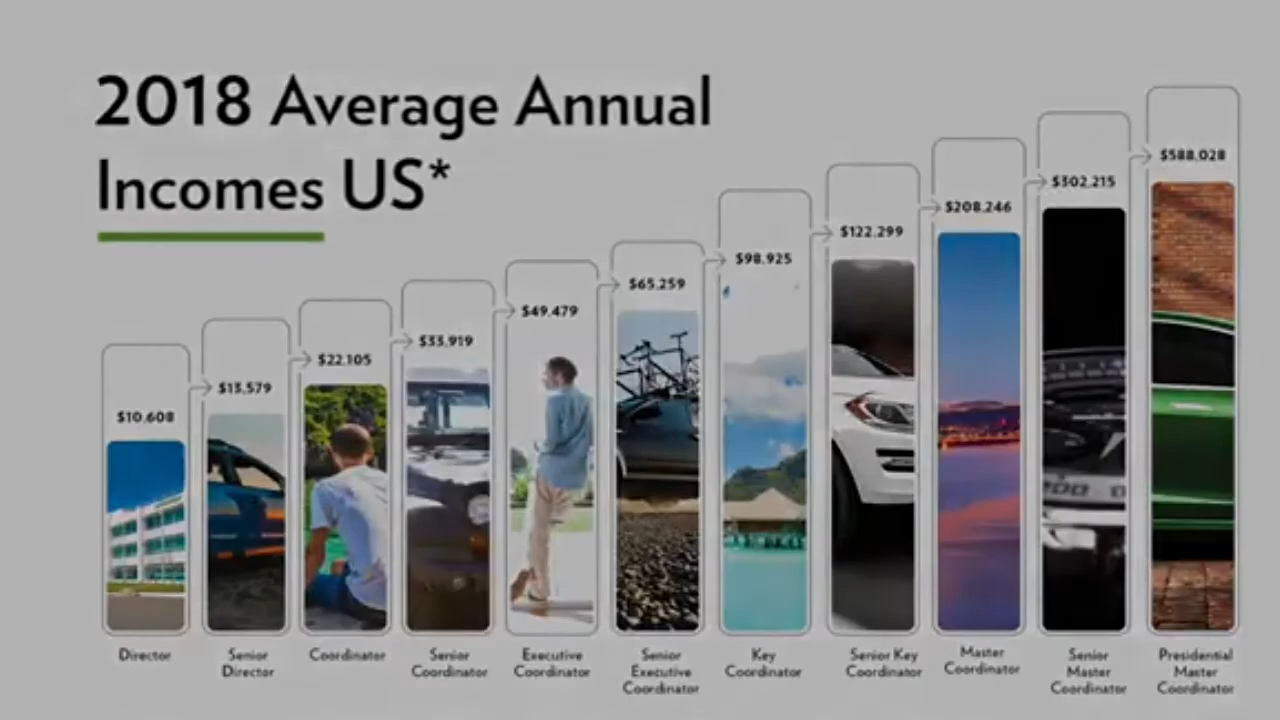 2018 Average Annual
Incomes US*
$10,608
$13,579
$22,105
$33,919
$49,479
$65,259
$98,925
$122,299
$208,246
$302,215
$588,028
Director
Senior
Director
Coordinator
Senior
Coordinator
Executive
Coordinator
Senior
Executive
Coordinator
Key
Coordinator
Senior Key
Coordinator
Master
Coordinator
Senior
Master
Coordinator
Presidential
Master
Coordinator